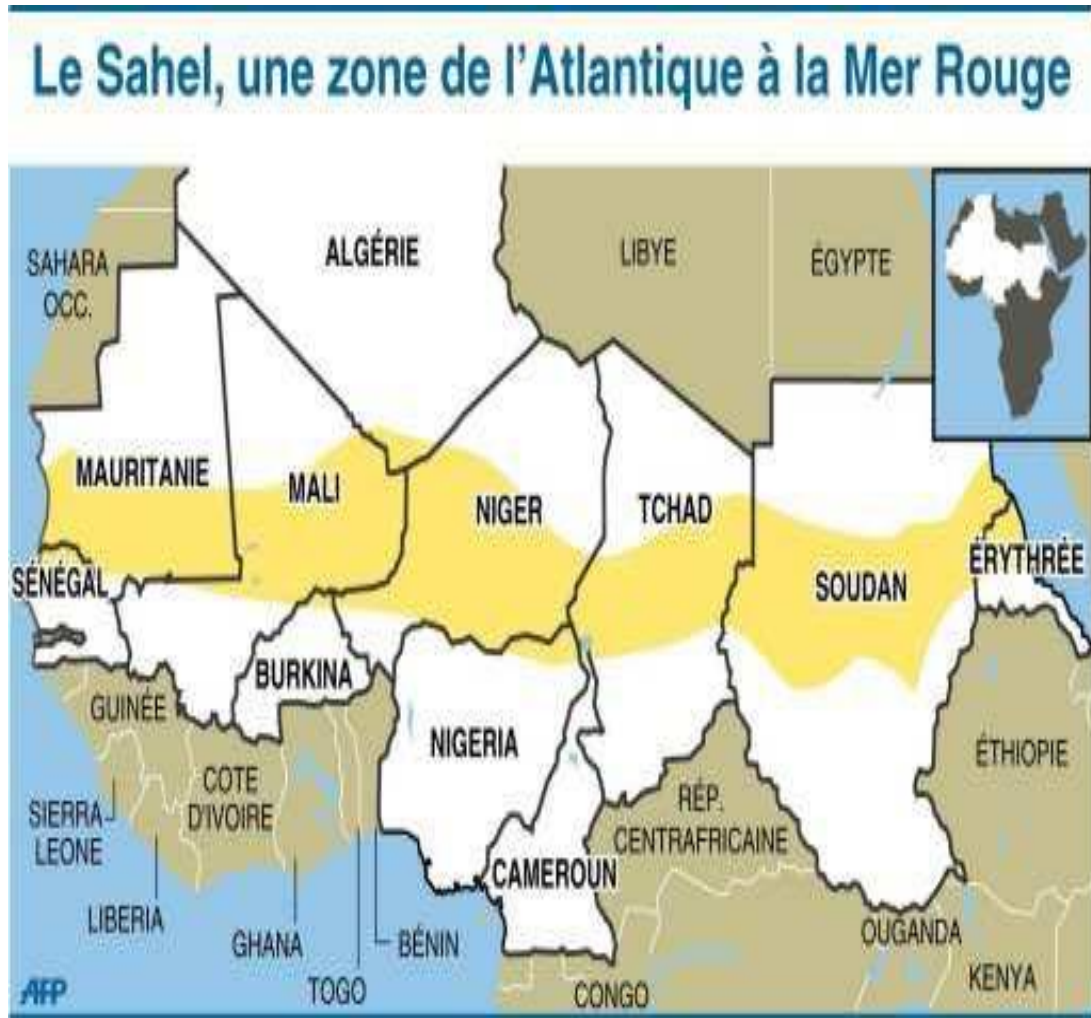 Le Sahel, une zone de l'Atlantique à la Mer Rouge
ALGÉRIE
LIBYE
ÉGYPTE
SAHARA
OCC.
MAURITANIE
MALI
NIGER
TCHAD
SOUDAN
ÉRYTHRÉE
SÉNÉGAL
BURKINA
GUINÉE
NIGERIA
ÉTHIOPIE
CÔTE
D'IVOIRE
RÉP.
CENTRAFRICAINE
SIERRA
LEONE
CAMEROUN
LIBERIA
GHANA
BÉNIN
OUGANDA
TOGO
CONGO
KENYA
AFP